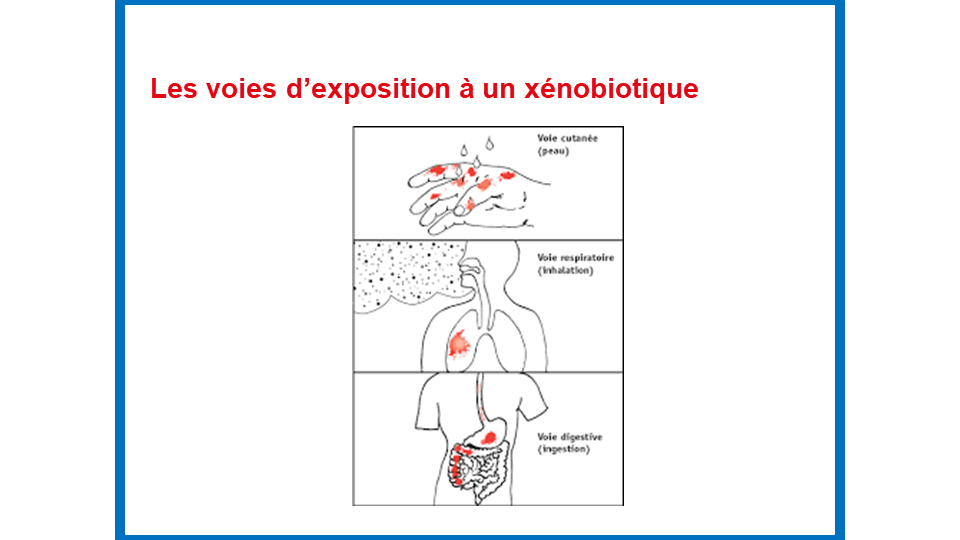 Les voies d’exposition à un xénobiotique
Voie cutanée
(peau)
Voie respiratoire
(inhalation)
Voie digestive
(ingestion)